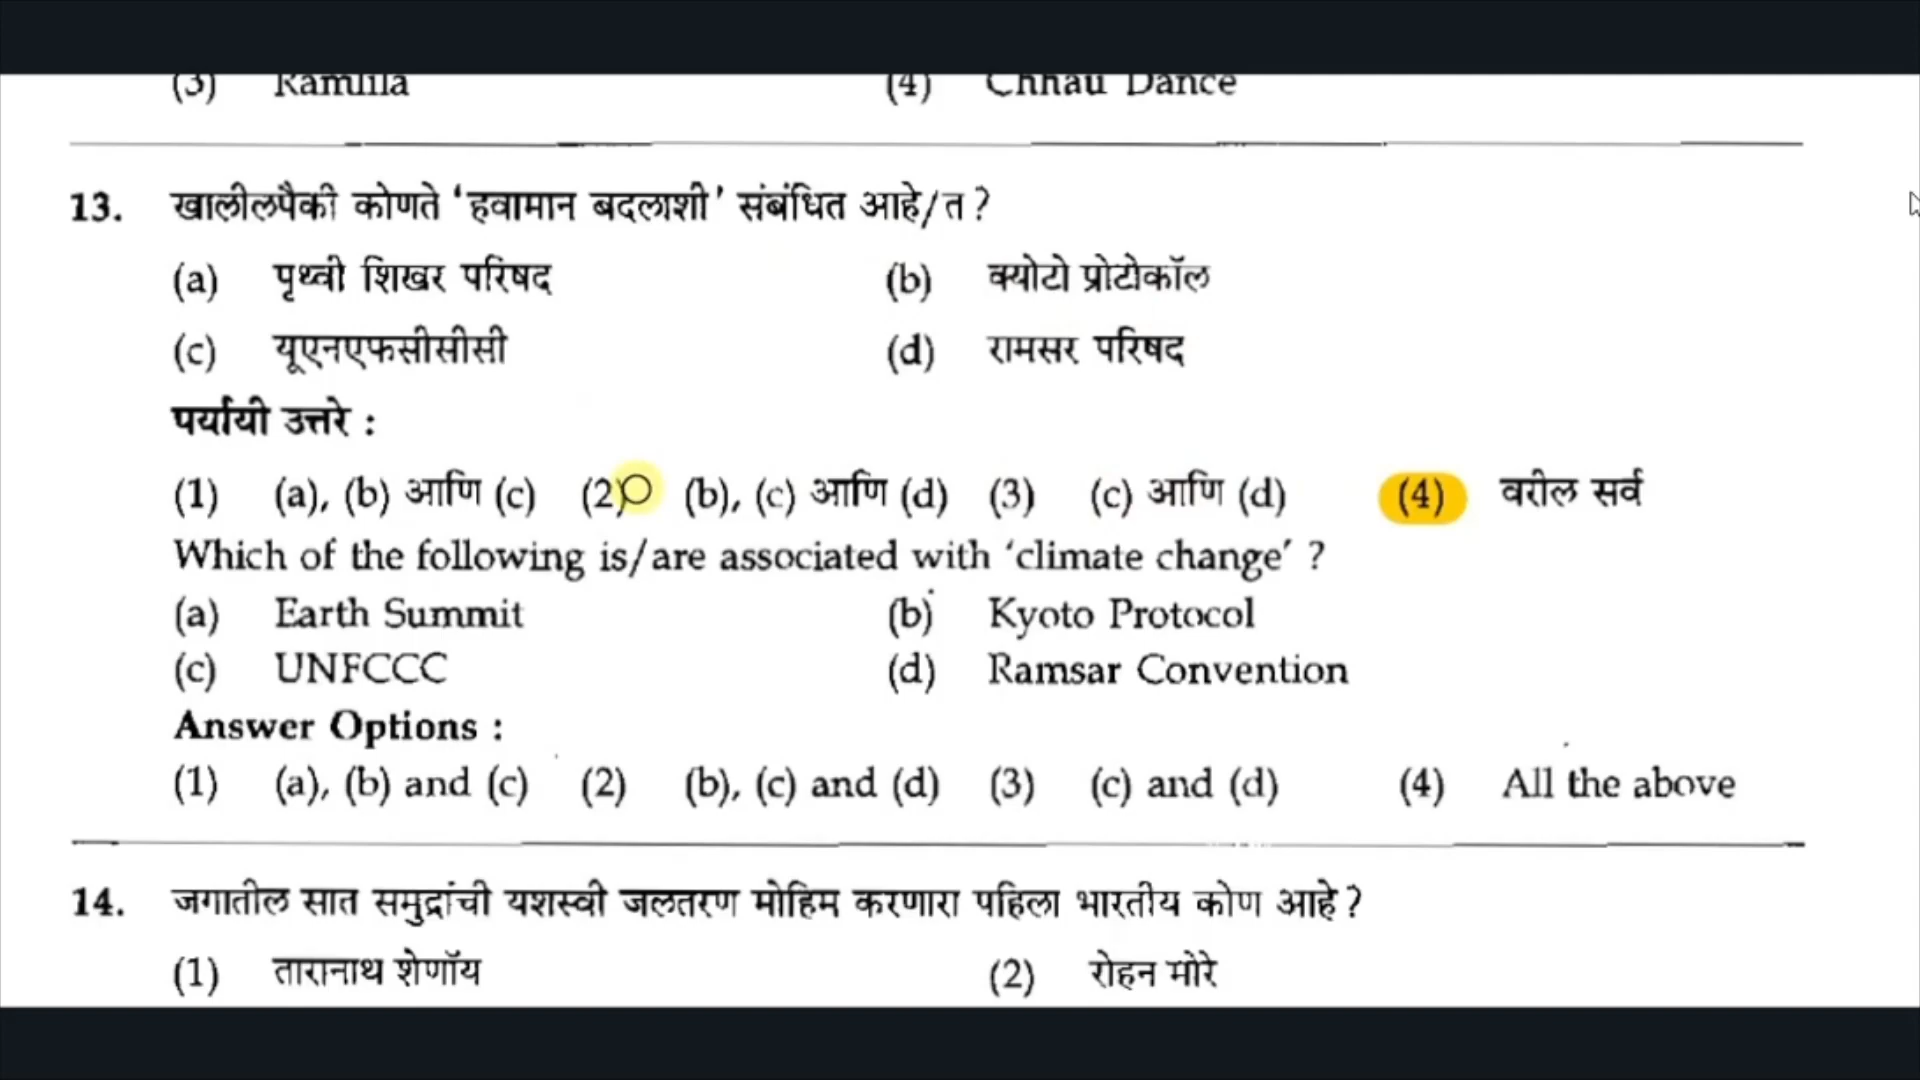 (3) Ramlila (4) Chhau Dance
13. खालीलपैकी कोणते ‘हवामान बदलाशी’ संबंधित आहे/त ?
(a) पृथ्वी शिखर परिषद (b) क्योटो प्रोटोकॉल
(c) यूएनएफसीसीसी (d) रामसर परिषद
पर्यायी उत्तरे :
(1) (a), (b) आणि (c) (2) (b), (c) आणि (d) (3) (c) आणि (d) (4) वरील सर्व
Which of the following is/are associated with ‘climate change’ ?
(a) Earth Summit (b) Kyoto Protocol
(c) UNFCCC (d) Ramsar Convention
Answer Options :
(1) (a), (b) and (c) (2) (b), (c) and (d) (3) (c) and (d) (4) All the above
14. जगातील सात समुद्रांची यशस्वी जलतरण मोहिम करणारा पहिला भारतीय कोण आहे ?
(1) तारानाथ शेणॉय (2) रोहन मोरे